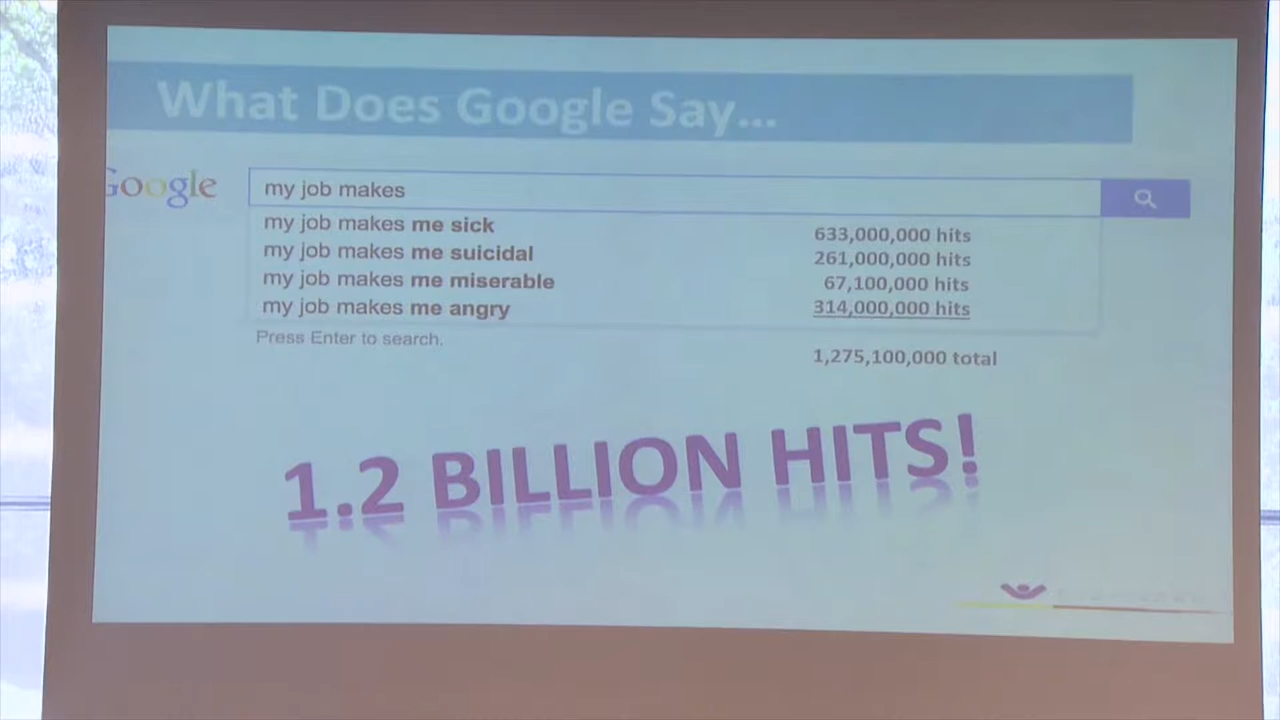 What Does Google Say...
Google
my job makes
my job makes me sick 633,000,000 hits
my job makes me suicidal 261,000,000 hits
my job makes me miserable 67,100,000 hits
my job makes me angry 314,000,000 hits
Press Enter to search.
1,275,100,000 total
1.2 BILLION HITS!